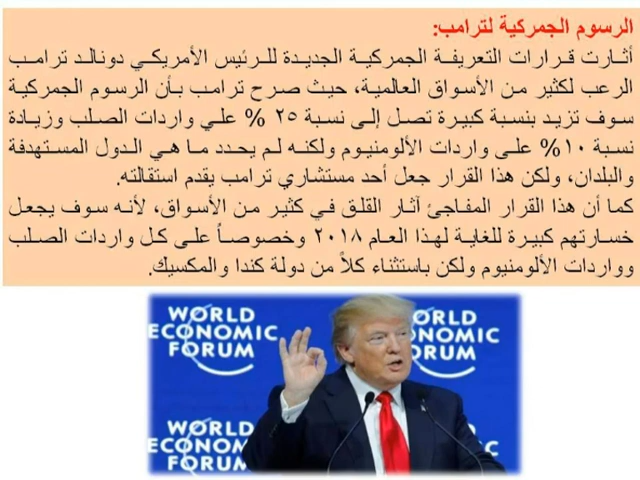 الرسوم الجمركية لترامب:
أثارت قرارات التعريفة الجمركية الجديدة للرئيس الأمريكي دونالد ترامب
الرعب لكثير من الأسواق العالمية، حيث صرح ترامب بأن الرسوم الجمركية
سوف تزيد بنسبة كبيرة تصل إلى نسبة ٢٥ % علي واردات الصلب وزيادة
نسبة ١٠% على واردات الألومنيوم ولكنه لم يحدد ما هي الدول المستهدفة
والبلدان، ولكن هذا القرار جعل أحد مستشاري ترامب يقدم استقالته.
كما أن هذا القرار المفاجئ آثار القلق في كثير من الأسواق، لأنه سوف يجعل
خسارتهم كبيرة للغاية لهذا العام ٢٠١٨ وخصوصاً على كل واردات الصلب
وواردات الألومنيوم ولكن باستثناء كلاً من دولة كندا والمكسيك.
WORLD
ECONOMIC
FORUM
ORLD
ONOMIC
ORUM
WORLD
ECONOM
FORUM